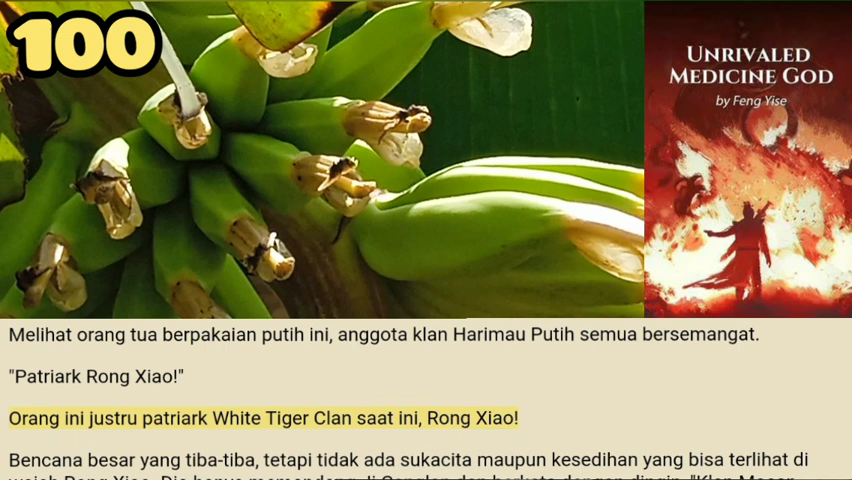 100
UNRIVALED
MEDICINE GOD
by Feng Yise
Melihat orang tua berpakaian putih ini, anggota klan Harimau Putih semua bersemangat.
"Patriark Rong Xiao!"
Orang ini justru patriark White Tiger Clan saat ini, Rong Xiao!
Bencana besar yang tiba-tiba, tetapi tidak ada sukacita maupun kesedihan yang bisa terlihat di